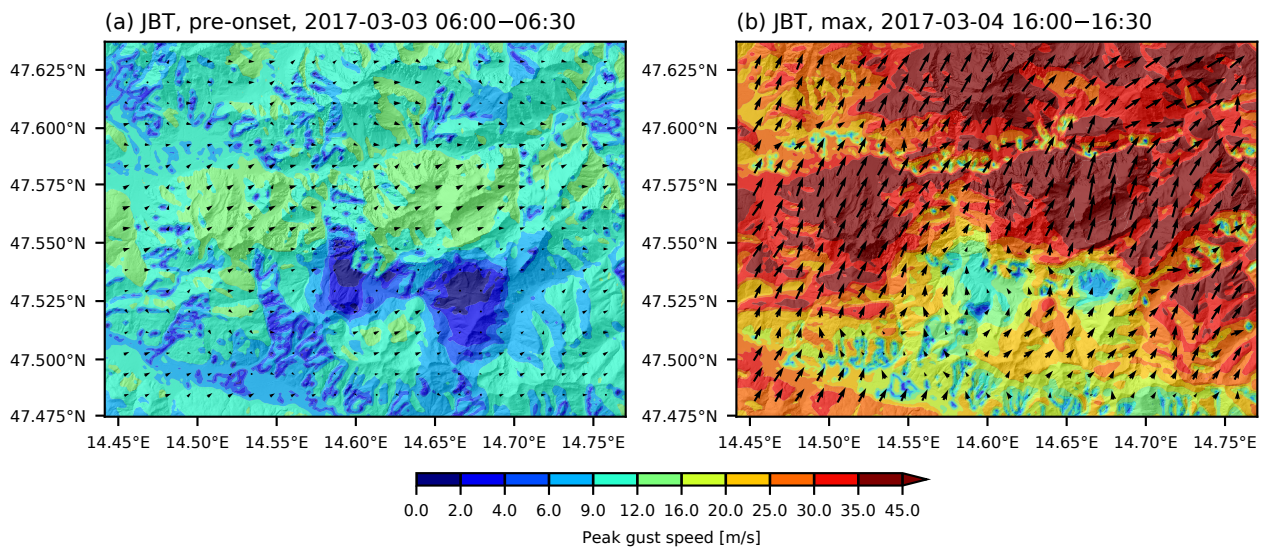 (a) JBT, pre-onset, 2017-03-03 06:00−06:30
(b) JBT, max, 2017-03-04 16:00−16:30
47.625°N
47.600°N
47.575°N
47.550°N
47.525°N
47.500°N
47.475°N
14.45°E 14.50°E 14.55°E 14.60°E 14.65°E 14.70°E 14.75°E
47.625°N
47.600°N
47.575°N
47.550°N
47.525°N
47.500°N
47.475°N
14.45°E 14.50°E 14.55°E 14.60°E 14.65°E 14.70°E 14.75°E
0.0 2.0 4.0 6.0 9.0 12.0 16.0 20.0 25.0 30.0 35.0 45.0
Peak gust speed [m/s]